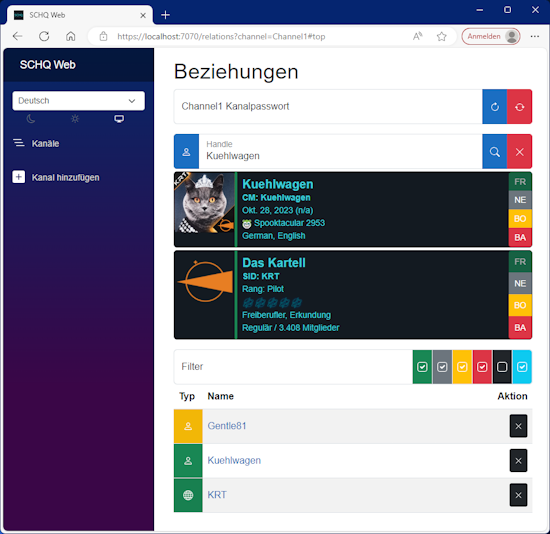 SCHQ Web
https://localhost:7070/relations?channel=Channel1#top
Anmelden
SCHQ Web
Deutsch
Kanäle
Kanal hinzufügen
Beziehungen
Channel1 Kanalpasswort
Handle
Kuehlwagen
KRT
Kuehlwagen
CM: Kuehlwagen
Okt. 28, 2023 (n/a)
Spooktacular 2953
German, English
FR
NE
BO
BA
Das Kartell
SID: KRT
Rang: Pilot
Freiberufler, Erkundung
Regulär / 3.406 Mitglieder
FR
NE
BO
BA
Filter
Typ Name Aktion
Gentle81
Kuehlwagen
KRT